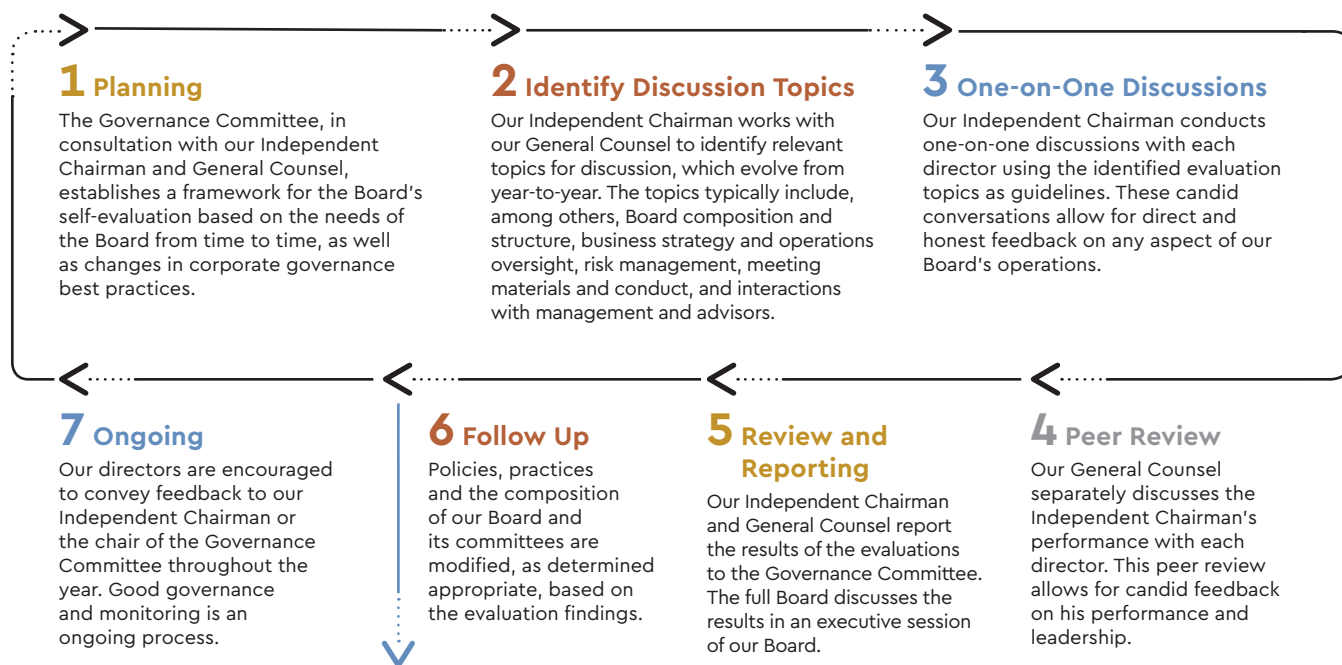 1 Planning
The Governance Committee, in
consultation with our Independent
Chairman and General Counsel,
establishes a framework for the Board's
self-evaluation based on the needs of
the Board from time to time, as well
as changes in corporate governance
best practices.
2 Identify Discussion Topics
Our Independent Chairman works with
our General Counsel to identify relevant
topics for discussion, which evolve from
year-to-year. The topics typically include,
among others, Board composition and
structure, business strategy and operations
oversight, risk management, meeting
materials and conduct, and interactions
with management and advisors.
3 One-on-One Discussions
Our Independent Chairman conducts
one-on-one discussions with each
director using the identified evaluation
topics as guidelines. These candid
conversations allow for direct and
honest feedback on any aspect of our
Board's operations.
4 Peer Review
Our General Counsel
separately discusses the
Independent Chairman's
performance with each
director. This peer review
allows for candid feedback
on his performance and
leadership.
5 Review and
Reporting
Our Independent Chairman
and General Counsel report
the results of the evaluations
to the Governance Committee.
The full Board discusses the
results in an executive session
of our Board.
6 Follow Up
Policies, practices
and the composition
of our Board and
its committees are
modified, as determined
appropriate, based on
the evaluation findings.
7 Ongoing
Our directors are encouraged
to convey feedback to our
Independent Chairman or
the chair of the Governance
Committee throughout the
year. Good governance
and monitoring is an
ongoing process.